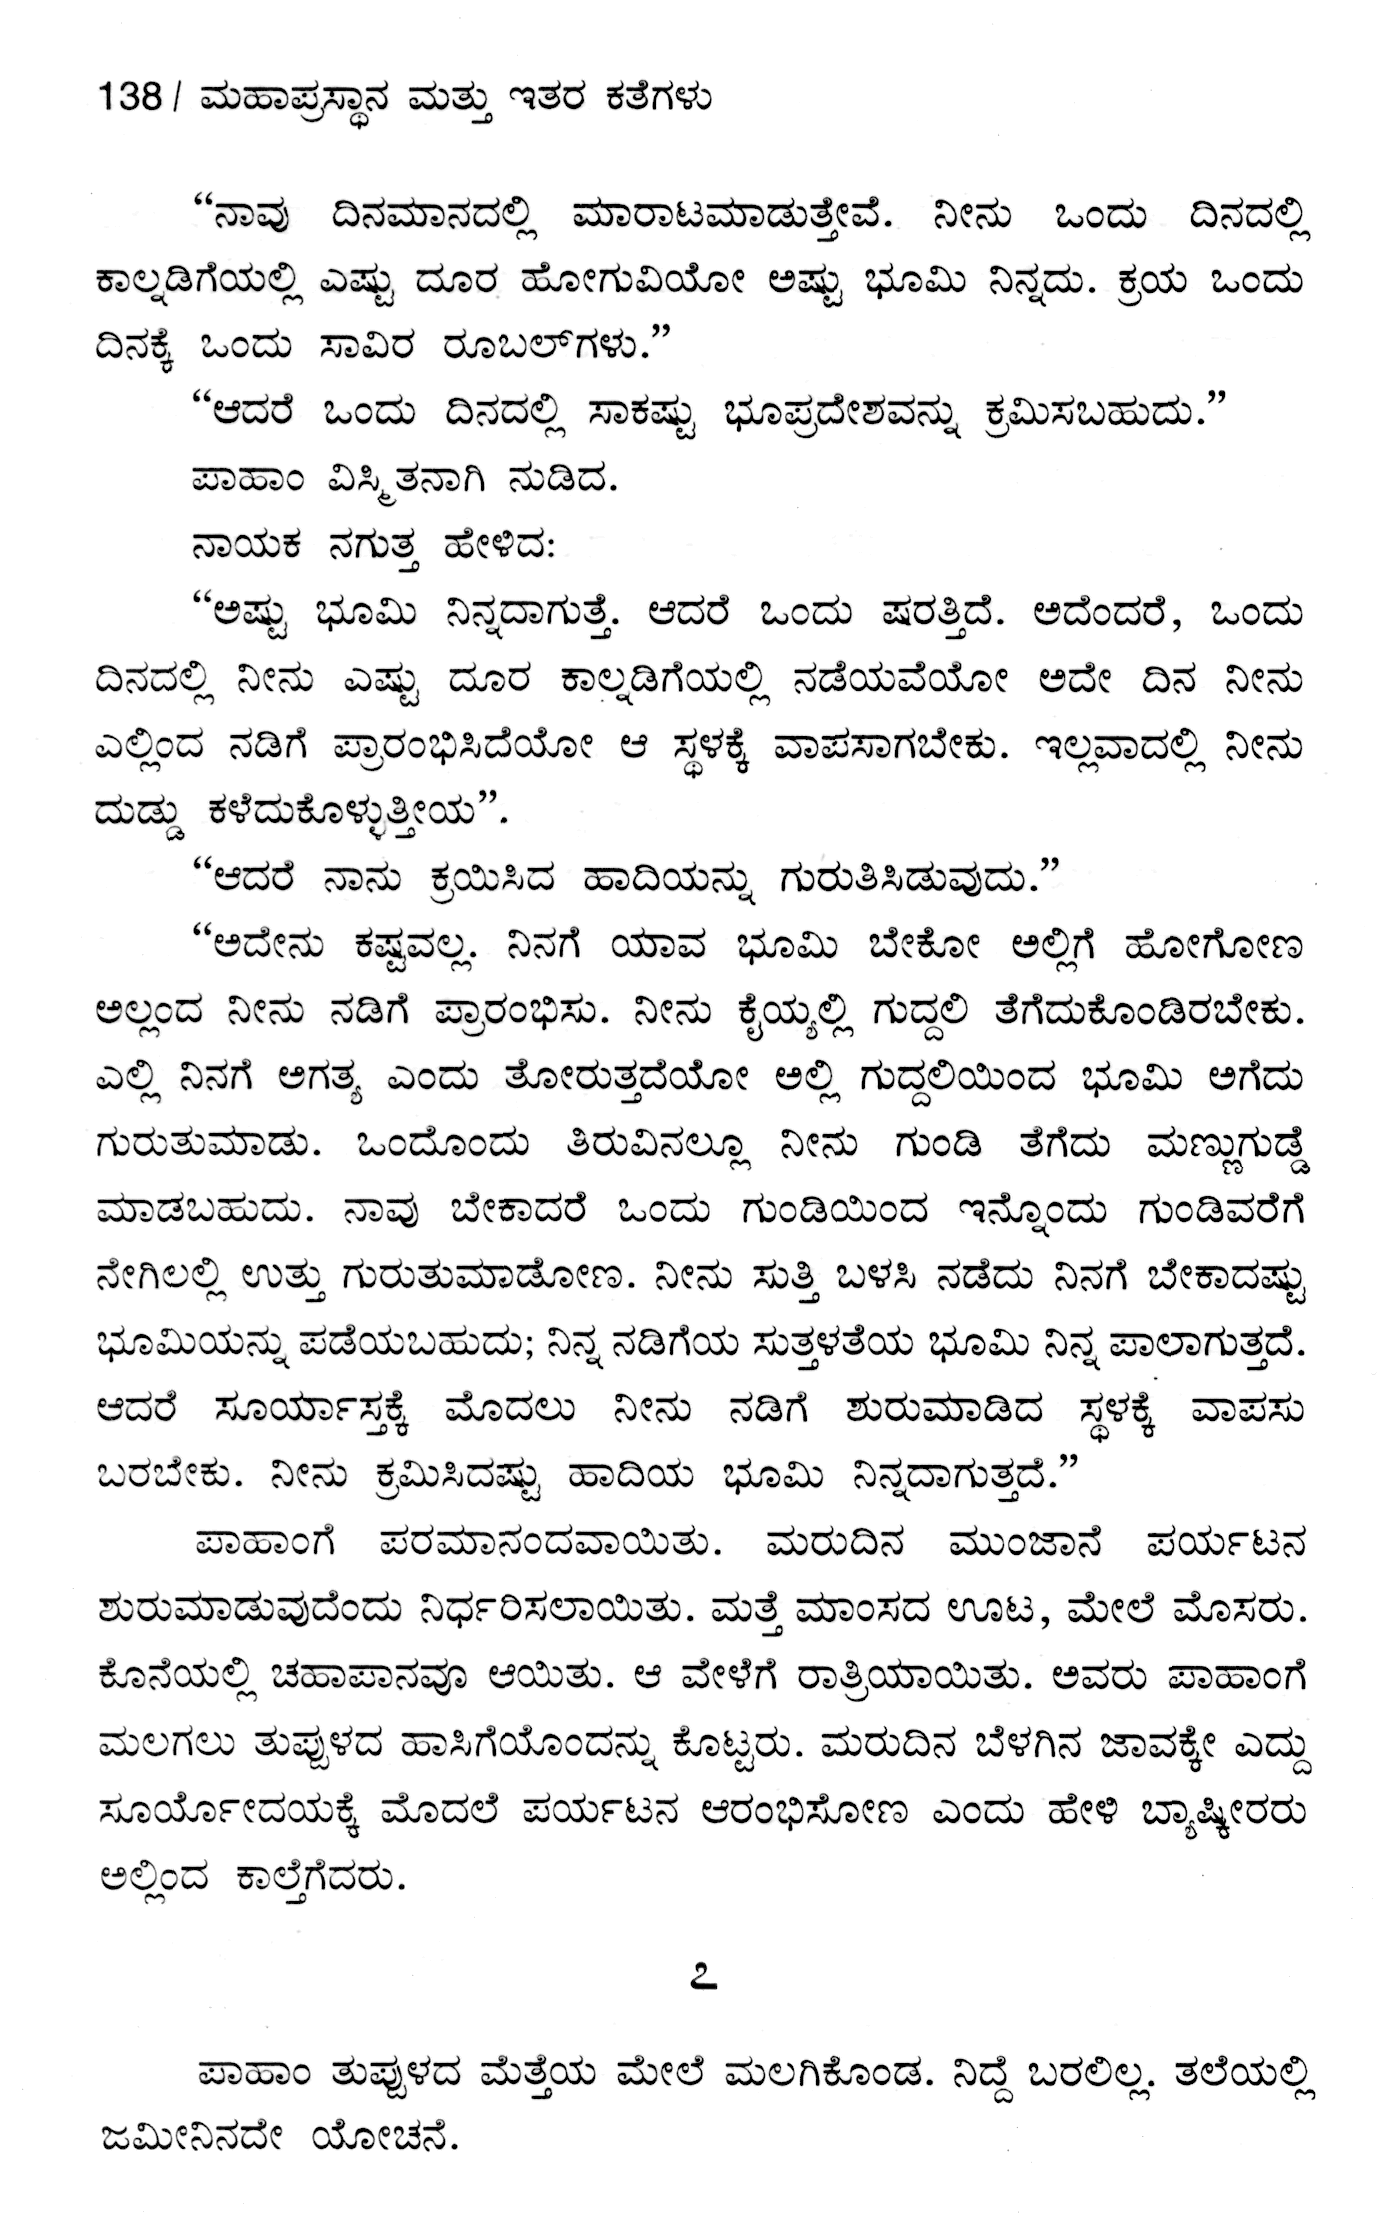 138/ ಮಹಾಪ್ರಸ್ಥಾನ ಮತ್ತು ಇತರ ಕತೆಗಳು
“ನಾವು ದಿನಮಾನದಲ್ಲಿ ಮಾರಾಟಮಾಡುತ್ತೇವೆ. ನೀನು ಒಂದು ದಿನದಲ್ಲಿ
ಕಾಲ್ನಡಿಗೆಯಲ್ಲಿ ಎಷ್ಟು ದೂರ ಹೋಗುವಿಯೋ ಅಷ್ಟು ಭೂಮಿ ನಿನ್ನದು. ಕ್ರಯ ಒಂದು
ದಿನಕ್ಕೆ ಒಂದು ಸಾವಿರ ರೂಬಲ್‌ಗಳು.”
“ಆದರೆ ಒಂದು ದಿನದಲ್ಲಿ ಸಾಕಷ್ಟು ಭೂಪ್ರದೇಶವನ್ನು ಕ್ರಮಿಸಬಹುದು.”
ಪಾಹಾಂ ವಿಸ್ಮಿತನಾಗಿ ನುಡಿದ.
ನಾಯಕ ನಗುತ್ತ ಹೇಳಿದ:
“ಅಷ್ಟು ಭೂಮಿ ನಿನ್ನದಾಗುತ್ತೆ. ಆದರೆ ಒಂದು ಷರತ್ತಿದೆ. ಅದೆಂದರೆ, ಒಂದು
ದಿನದಲ್ಲಿ ನೀನು ಎಷ್ಟು ದೂರ ಕಾಲ್ನಡಿಗೆಯಲ್ಲಿ ನಡೆಯವೆಯೋ ಅದೇ ದಿನ ನೀನು
ಎಲ್ಲಿಂದ ನಡಿಗೆ ಪ್ರಾರಂಭಿಸಿದೆಯೋ ಆ ಸ್ಥಳಕ್ಕೆ ವಾಪಸಾಗಬೇಕು. ಇಲ್ಲವಾದಲ್ಲಿ ನೀನು
ದುಡ್ಡು ಕಳೆದುಕೊಳ್ಳುತ್ತೀಯ”.
“ಆದರೆ ನಾನು ಕ್ರಯಿಸಿದ ಹಾದಿಯನ್ನು ಗುರುತಿಸಿಡುವುದು.”
“ಅದೇನು ಕಷ್ಟವಲ್ಲ. ನಿನಗೆ ಯಾವ ಭೂಮಿ ಬೇಕೋ ಅಲ್ಲಿಗೆ ಹೋಗೋಣ
ಅಲ್ಲಂದ ನೀನು ನಡಿಗೆ ಪ್ರಾರಂಭಿಸು. ನೀನು ಕೈಯ್ಯಲ್ಲಿ ಗುದ್ದಲಿ ತೆಗೆದುಕೊಂಡಿರಬೇಕು.
ಎಲ್ಲಿ ನಿನಗೆ ಅಗತ್ಯ ಎಂದು ತೋರುತ್ತದೆಯೋ ಅಲ್ಲಿ ಗುದ್ದಲಿಯಿಂದ ಭೂಮಿ ಅಗೆದು
ಗುರುತುಮಾಡು. ಒಂದೊಂದು ತಿರುವಿನಲ್ಲೂ ನೀನು ಗುಂಡಿ ತೆಗೆದು ಮಣ್ಣುಗುಡ್ಡೆ
ಮಾಡಬಹುದು. ನಾವು ಬೇಕಾದರೆ ಒಂದು ಗುಂಡಿಯಿಂದ ಇನ್ನೊಂದು ಗುಂಡಿವರೆಗೆ
ನೇಗಿಲಲ್ಲಿ ಉತ್ತು ಗುರುತುಮಾಡೋಣ. ನೀನು ಸುತ್ತಿ ಬಳಸಿ ನಡೆದು ನಿನಗೆ ಬೇಕಾದಷ್ಟು
ಭೂಮಿಯನ್ನು ಪಡೆಯಬಹುದು; ನಿನ್ನ ನಡಿಗೆಯ ಸುತ್ತಳತೆಯ ಭೂಮಿ ನಿನ್ನ ಪಾಲಾಗುತ್ತದೆ.
ಆದರೆ ಸೂರ್ಯಾಸ್ತಕ್ಕೆ ಮೊದಲು ನೀನು ನಡಿಗೆ ಶುರುಮಾಡಿದ ಸ್ಥಳಕ್ಕೆ ವಾಪಸು
ಬರಬೇಕು. ನೀನು ಕ್ರಮಿಸಿದಷ್ಟು ಹಾದಿಯ ಭೂಮಿ ನಿನ್ನದಾಗುತ್ತದೆ.”
ಪಾಹಾಂಗೆ ಪರಮಾನಂದವಾಯಿತು. ಮರುದಿನ ಮುಂಜಾನೆ ಪರ್ಯಟನ
ಶುರುಮಾಡುವುದೆಂದು ನಿರ್ಧರಿಸಲಾಯಿತು. ಮತ್ತೆ ಮಾಂಸದ ಊಟ, ಮೇಲೆ ಮೊಸರು.
ಕೊನೆಯಲ್ಲಿ ಚಹಾಪಾನವೂ ಆಯಿತು. ಆ ವೇಳೆಗೆ ರಾತ್ರಿಯಾಯಿತು. ಅವರು ಪಾಹಾಂಗೆ
ಮಲಗಲು ತುಪ್ಪುಳದ ಹಾಸಿಗೆಯೊಂದನ್ನು ಕೊಟ್ಟರು. ಮರುದಿನ ಬೆಳಗಿನ ಜಾವಕ್ಕೇ ಎದ್ದು
ಸೂರ್ಯೋದಯಕ್ಕೆ ಮೊದಲೆ ಪರ್ಯಟನ ಆರಂಭಿಸೋಣ ಎಂದು ಹೇಳಿ ಬ್ಯಾಷ್ಕೀರರು
ಅಲ್ಲಿಂದ ಕಾಲ್ತೆಗೆದರು.
೭
ಪಾಹಾಂ ತುಪ್ಪುಳದ ಮೆತ್ತೆಯ ಮೇಲೆ ಮಲಗಿಕೊಂಡ. ನಿದ್ದೆ ಬರಲಿಲ್ಲ. ತಲೆಯಲ್ಲಿ
ಜಮೀನಿನದೇ ಯೋಚನೆ.